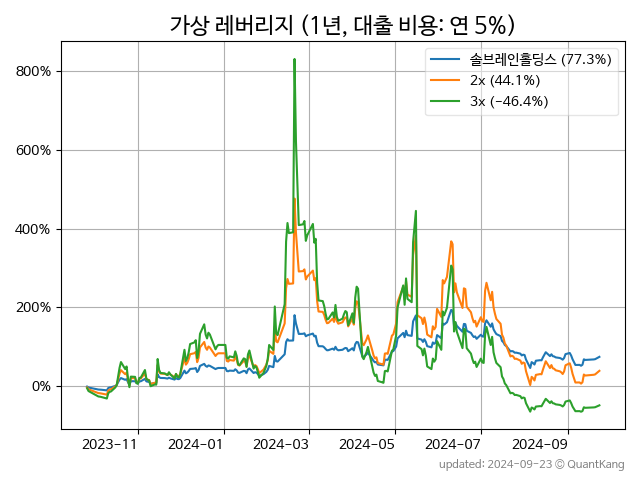 가상 레버리지 (1년, 대출 비용: 연 5%)
솔브레인홀딩스 (77.3%)
2x (44.1%)
3x (-46.4%)
800%
600%
400%
200%
0%
2023-11 2024-01 2024-03 2024-05 2024-07 2024-09
updated: 2024-09-23 © QuantKang